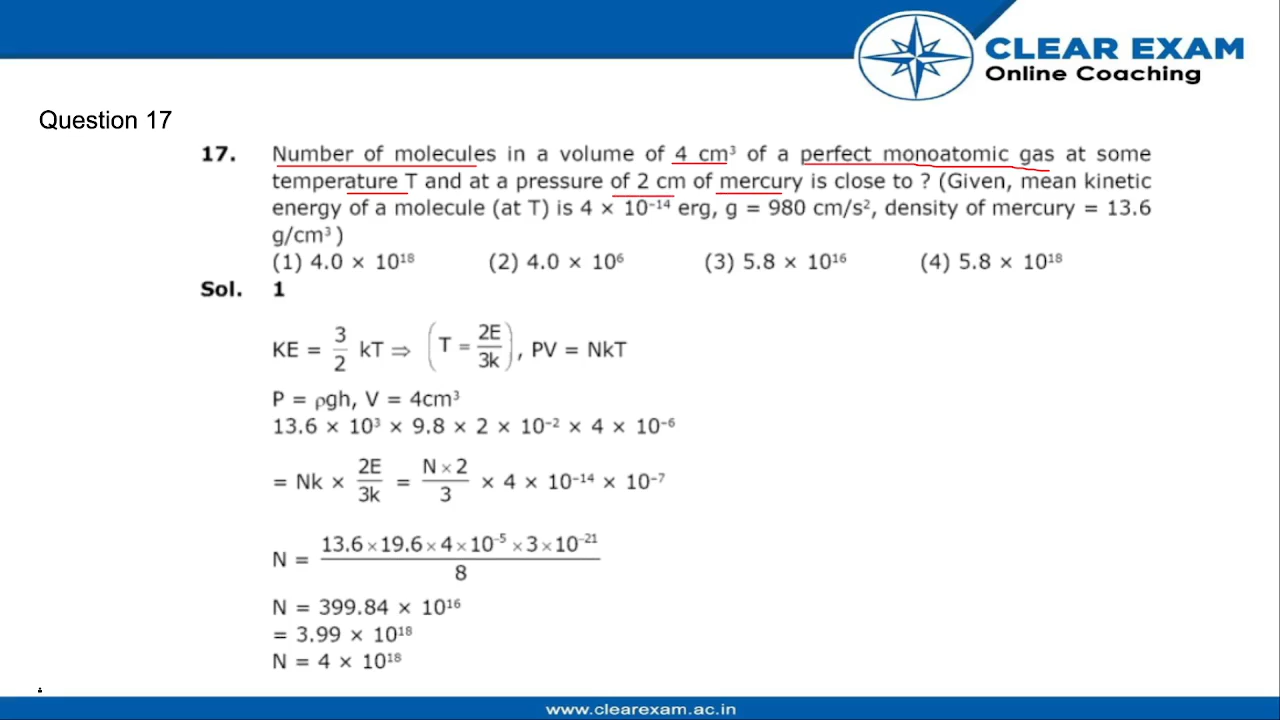 CLEAR EXAM
Online Coaching
Question 17
17. Number of molecules in a volume of 4 cm³ of a perfect monoatomic gas at some
temperature T and at a pressure of 2 cm of mercury is close to ? (Given, mean kinetic
energy of a molecule (at T) is 4 × 10⁻¹⁴ erg, g = 980 cm/s², density of mercury = 13.6
g/cm³ )
(1) 4.0 × 10¹⁸ (2) 4.0 × 10⁶ (3) 5.8 × 10¹⁶ (4) 5.8 × 10¹⁸
Sol. 1
KE = 3/2 kT ⇒ (T = 2E/3k), PV = NkT
P = ρgh, V = 4cm³
13.6 × 10³ × 9.8 × 2 × 10⁻² × 4 × 10⁻⁶
= Nk × 2E/3k = N × 2/3 × 4 × 10⁻¹⁴ × 10⁻⁷
N = 13.6 × 19.6 × 4 × 10⁻⁵ × 3 × 10⁻²¹/8
N = 399.84 × 10¹⁶
= 3.99 × 10¹⁸
N = 4 × 10¹⁸
www.clearexam.ac.in